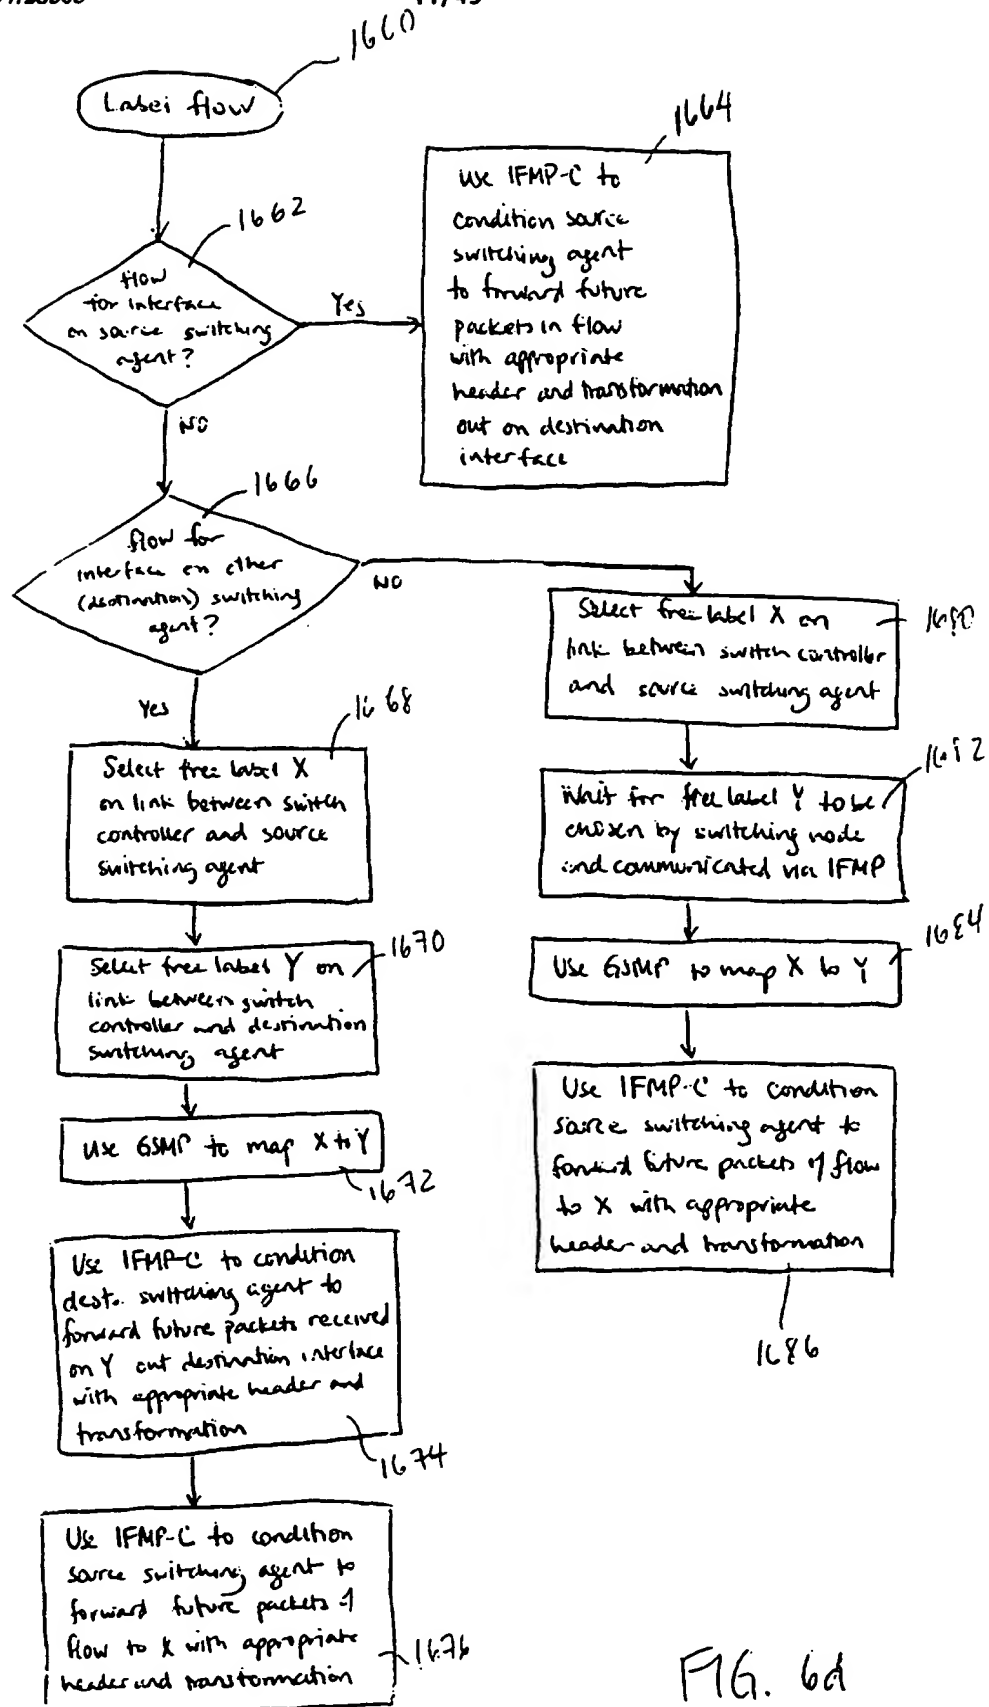 1660
Label flow
1662
flow
for interface
on source switching
agent?
Yes
1664
Use IFMP-C to
condition source
switching agent
to forward future
packets in flow
with appropriate
header and transformation
out on destination
interface
NO
1666
flow for
interface on other
(destination) switching
agent?
NO
Yes
1668
Select free label X
on link between switch
controller and source
switching agent
1670
Select free label Y on
link between switch
controller and destination
switching agent
Use GSMP to map X to Y
1672
Use IFMP-C to condition
dest. switching agent to
forward future packets received
on Y out destination interface
with appropriate header and
transformation
1674
Use IFMP-C to condition
source switching agent to
forward future packets of
flow to X with appropriate
header and transformation
1676
Select free label X on
link between switch controller
and source switching agent
1680
1682
Wait for free label Y to be
chosen by switching node
and communicated via IFMP
1684
Use GSMP to map X to Y
Use IFMP-C to condition
source switching agent to
forward future packets of flow
to X with appropriate
header and transformation
1686
FIG. 6d